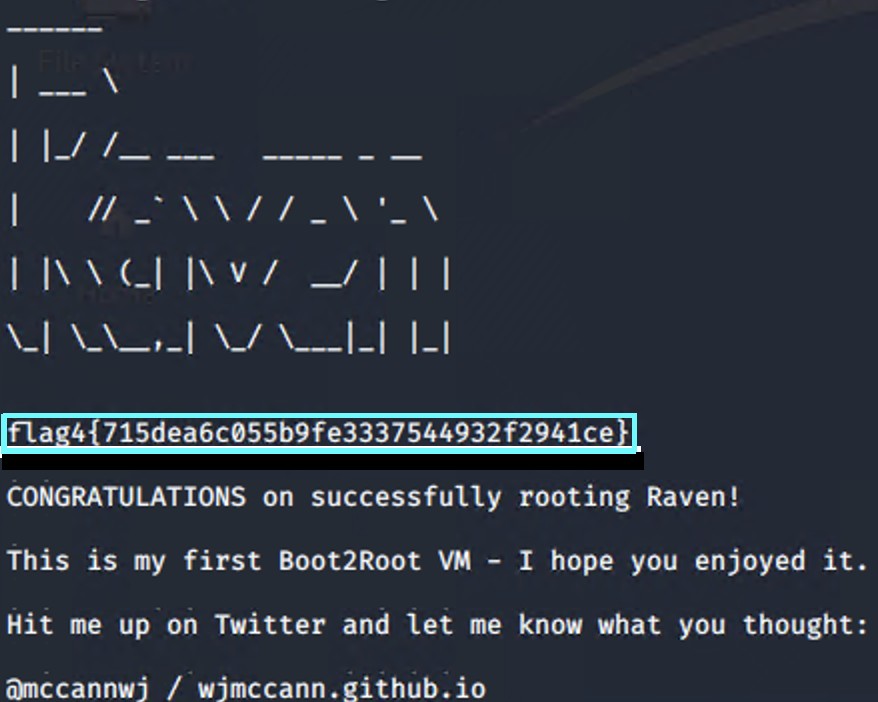 ______
| ___ \
| |_/ /__ ___   _____ _ __
|    // _` \ \ / / _ \ '_ \
| |\ \ (_| |\ V /  __/ | | |
\_| \_\__,_| \_/ \___|_| |_|
flag4{715dea6c055b9fe3337544932f2941ce}
CONGRATULATIONS on successfully rooting Raven!
This is my first Boot2Root VM - I hope you enjoyed it.
Hit me up on Twitter and let me know what you thought:
@mccannwj / wjmccann.github.io